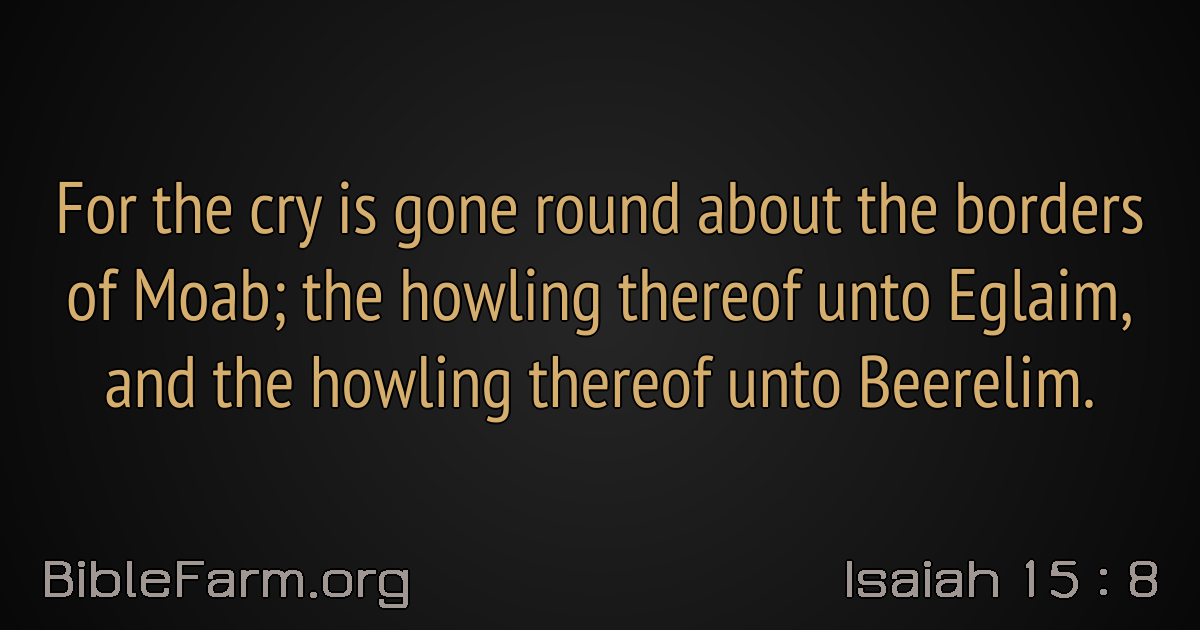 For the cry is gone round about the borders
of Moab; the howling thereof unto Eglaim,
and the howling thereof unto Beerelim.
BibleFarm.org
Isaiah 15 : 8